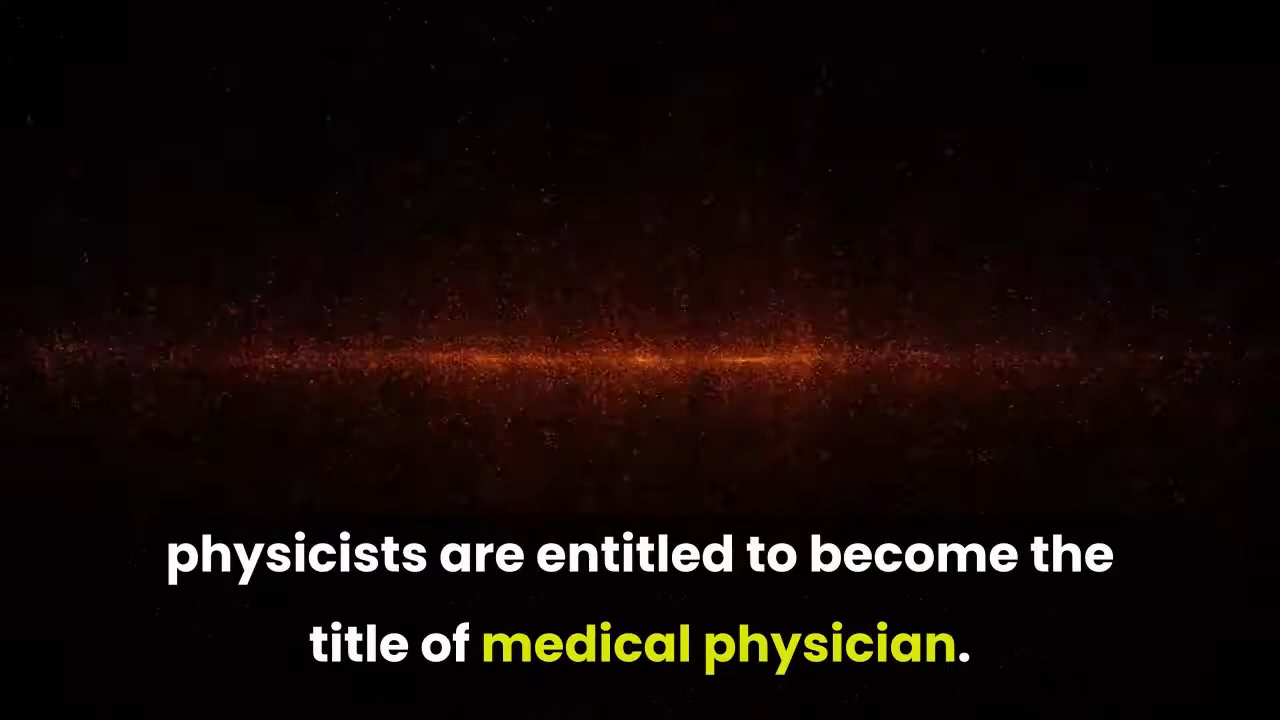 physicists are entitled to become the
title of medical physician.